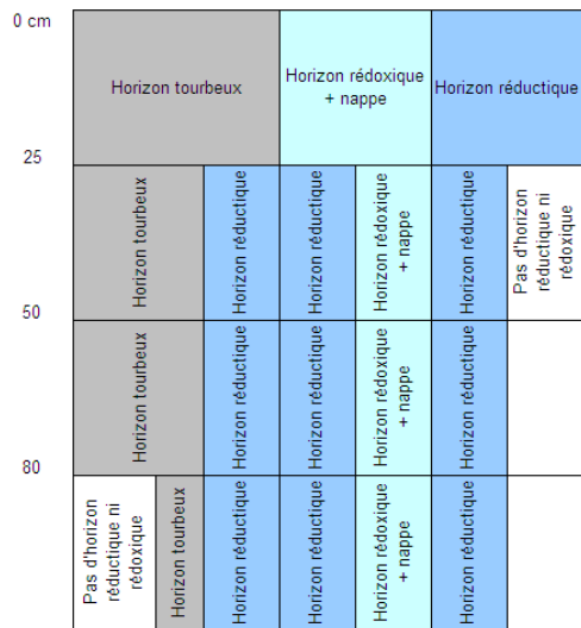 0 cm
Horizon tourbeux
Horizon rédoxique
+ nappe
Horizon réductique
25
Horizon tourbeux
Horizon réductique
Horizon réductique
Horizon rédoxique
+ nappe
Horizon réductique
Pas d'horizon
réductique ni
rédoxique
50
Horizon tourbeux
Horizon réductique
Horizon réductique
Horizon rédoxique
+ nappe
Horizon réductique
80
Pas d'horizon
réductique ni
rédoxique
Horizon tourbeux
Horizon réductique
Horizon réductique
Horizon rédoxique
+ nappe
Horizon réductique